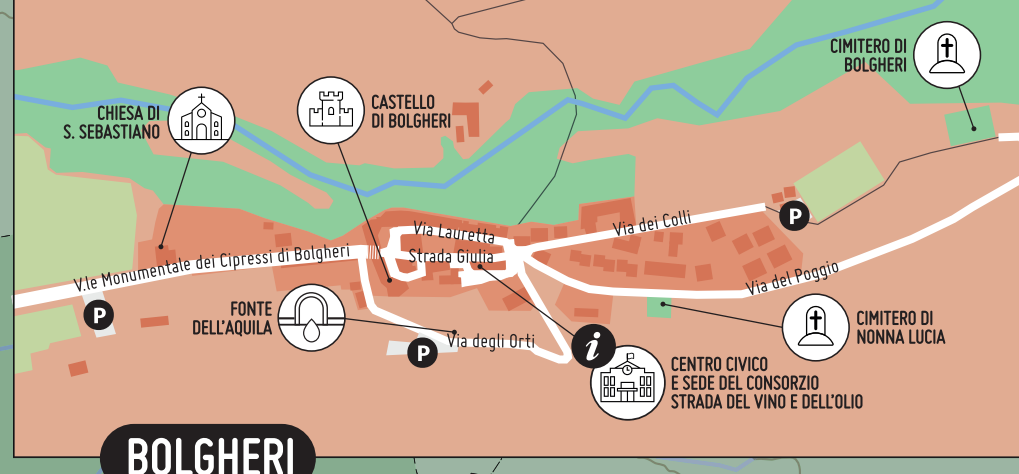 CIMITERO DI
BOLGHERI
CHIESA DI
S. SEBASTIANO
CASTELLO
DI BOLGHERI
P
Via dei Colli
Via Lauretta
Strada Giulia
V.le Monumentale dei Cipressi di Bolgheri
Via del Poggio
P
FONTE
DELL'AQUILA
Via degli Orti
P
i
CIMITERO DI
NONNA LUCIA
CENTRO CIVICO
E SEDE DEL CONSORZIO
STRADA DEL VINO E DELL'OLIO
BOLGHERI